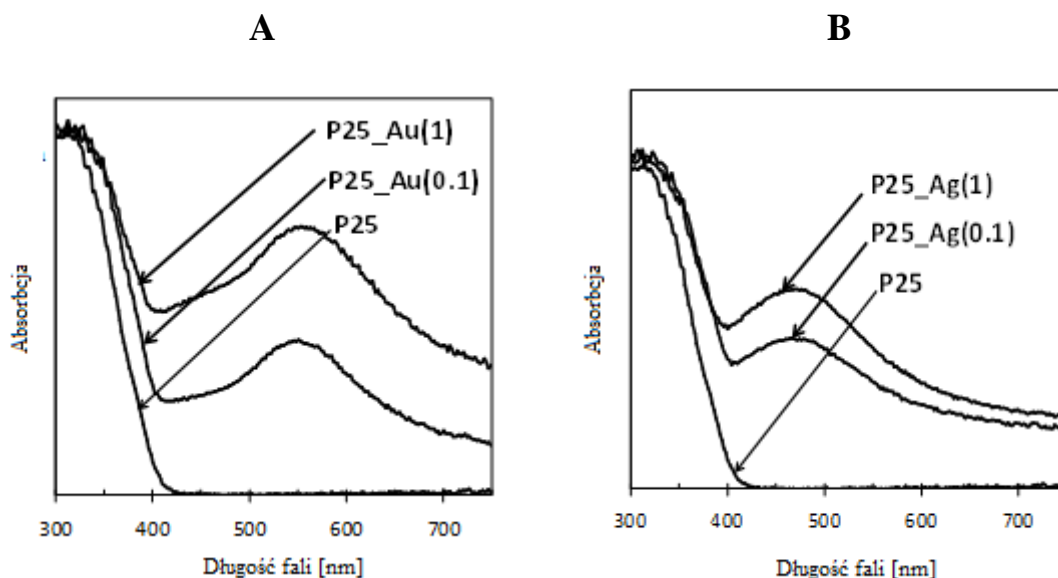 A
B
P25_Au(1)
P25_Au(0.1)
P25
Absorbcja
300 400 500 600 700
Długość fali [nm]
P25_Ag(1)
P25_Ag(0.1)
P25
Absorbcja
300 400 500 600 700
Długość fali [nm]